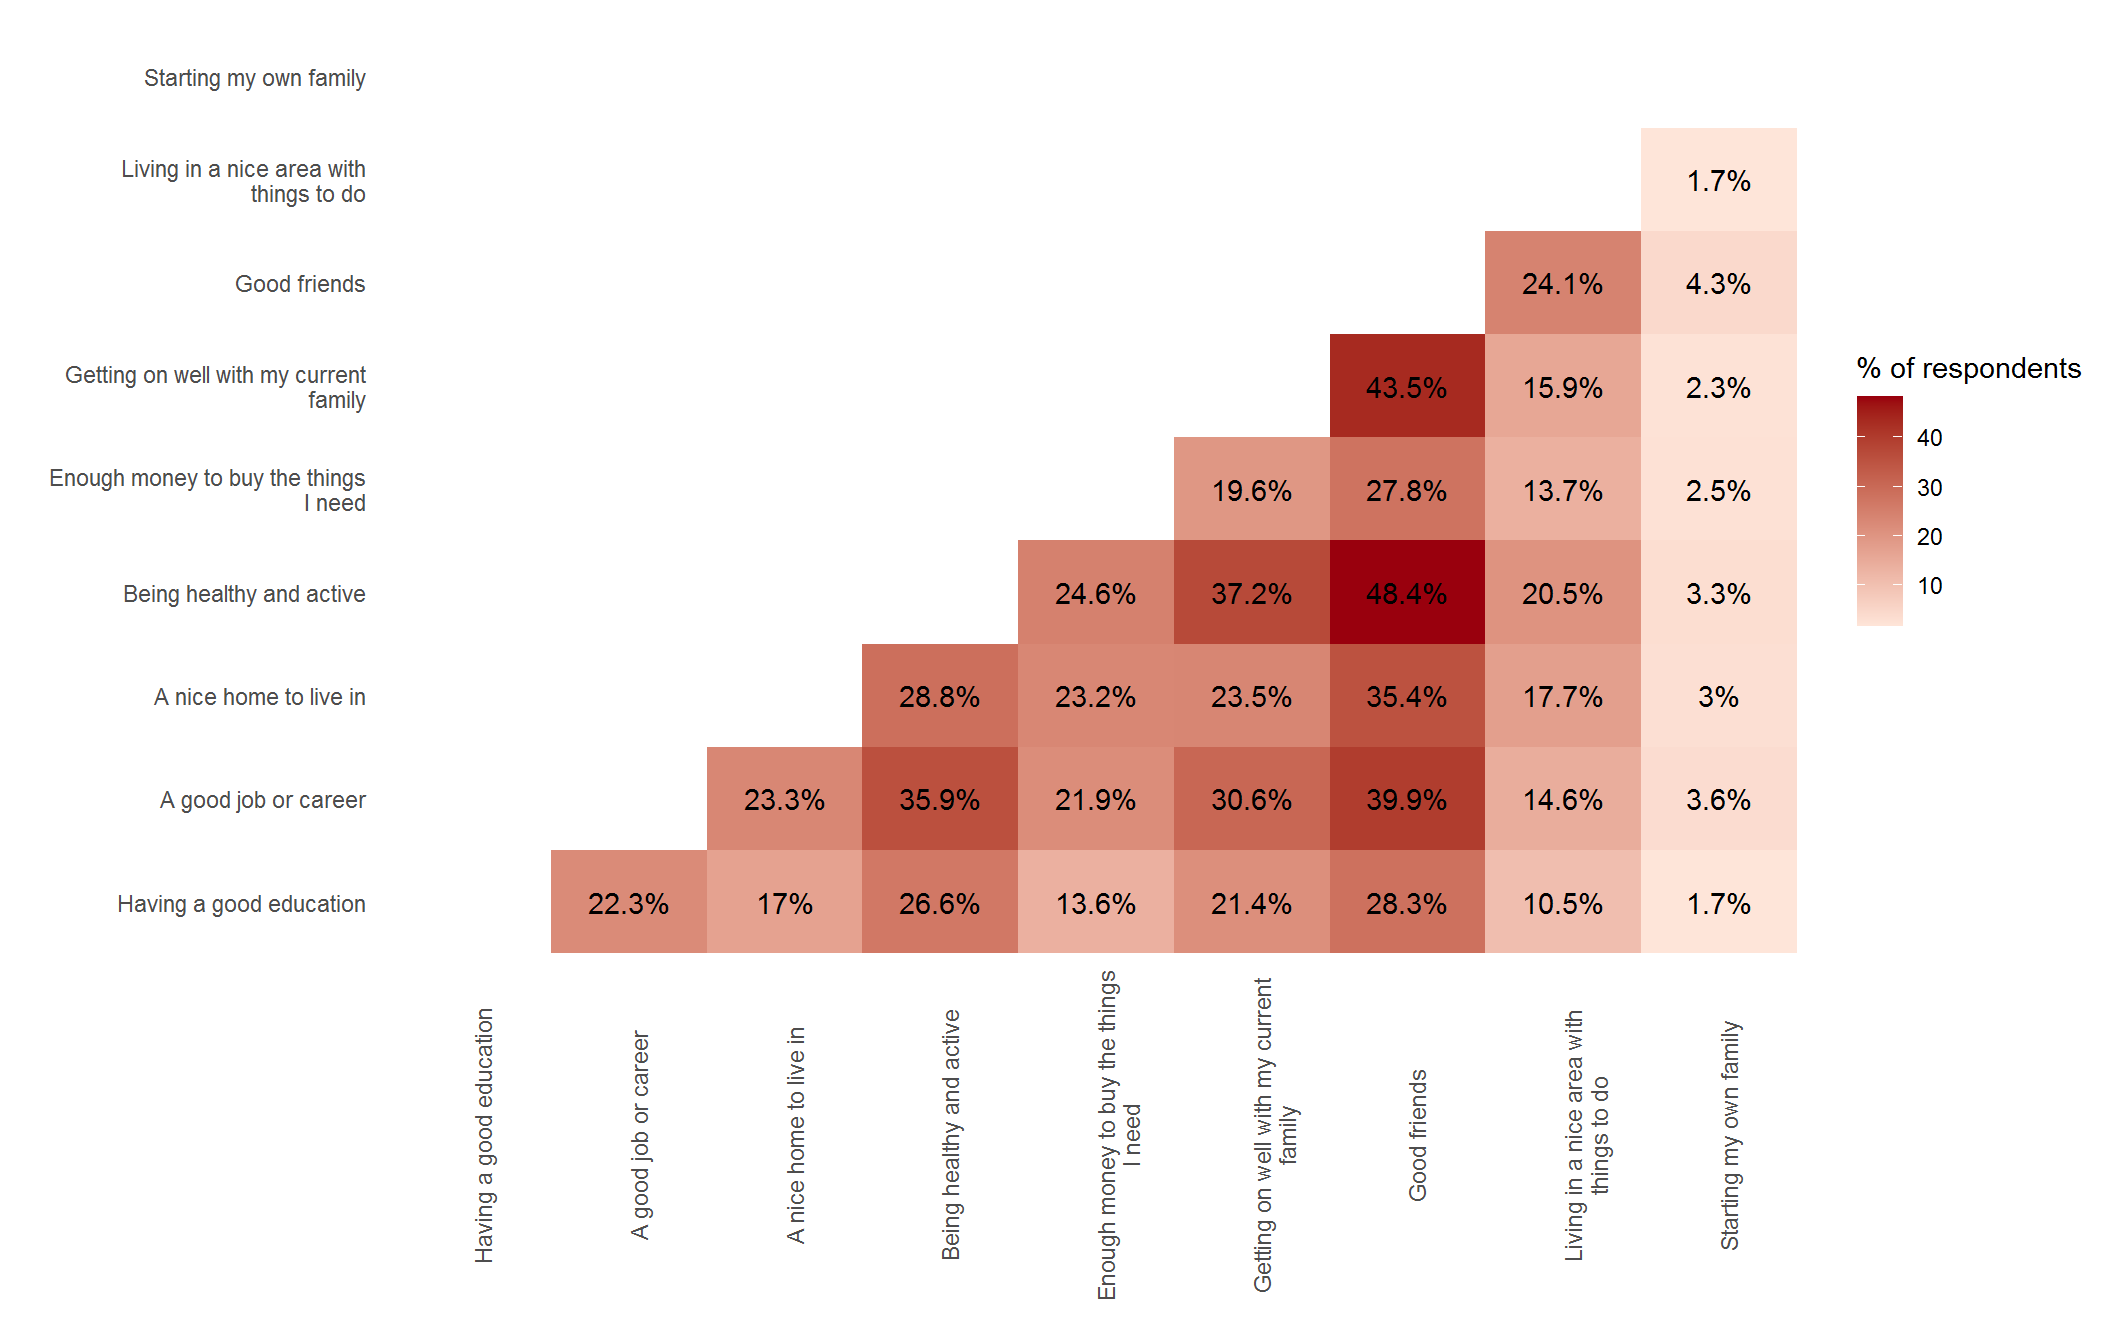 Starting my own family
Living in a nice area with
things to do
1.7%
Good friends
24.1% 4.3%
Getting on well with my current
family
43.5% 15.9% 2.3%
Enough money to buy the things
I need
19.6% 27.8% 13.7% 2.5%
Being healthy and active
24.6% 37.2% 48.4% 20.5% 3.3%
A nice home to live in
28.8% 23.2% 23.5% 35.4% 17.7% 3%
A good job or career
23.3% 35.9% 21.9% 30.6% 39.9% 14.6% 3.6%
Having a good education
22.3% 17% 26.6% 13.6% 21.4% 28.3% 10.5% 1.7%
Having a good education
A good job or career
A nice home to live in
Being healthy and active
Enough money to buy the things
I need
Getting on well with my current
family
Good friends
Living in a nice area with
things to do
Starting my own family
% of respondents
40
30
20
10